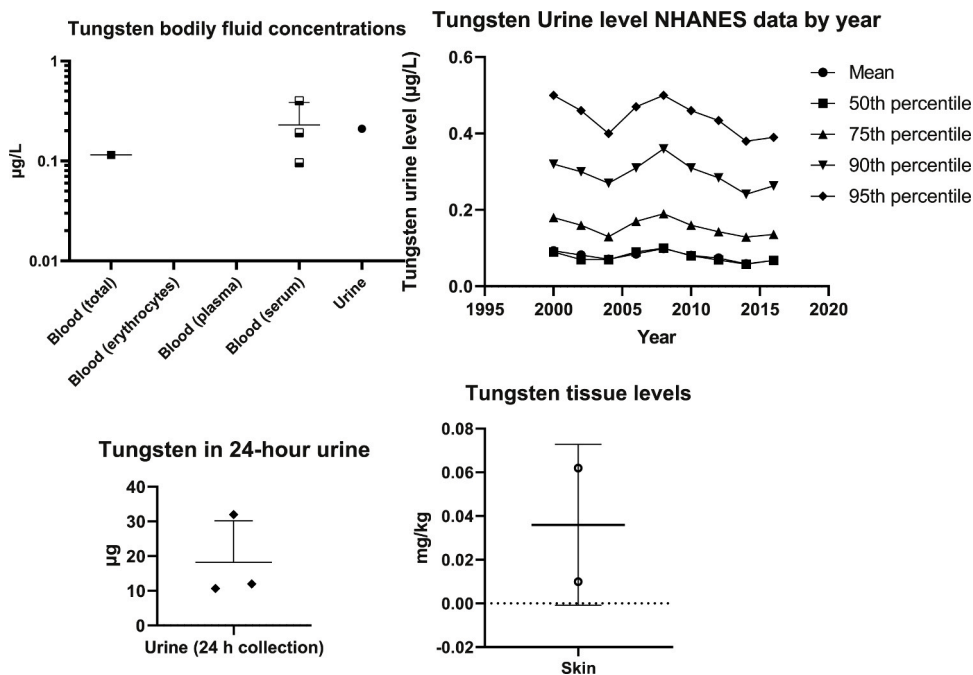 Tungsten bodily fluid concentrations
µg/L
1
0.1
0.01
Blood (total)
Blood (erythrocytes)
Blood (plasma)
Blood (serum)
Urine
Tungsten Urine level NHANES data by year
Tungsten urine level (µg/L)
0.6
0.4
0.2
0.0
1995 2000 2005 2010 2015 2020
Year
Mean
50th percentile
75th percentile
90th percentile
95th percentile
Tungsten in 24-hour urine
µg
40
30
20
10
0
Urine (24 h collection)
Tungsten tissue levels
mg/kg
0.08
0.06
0.04
0.02
0.00
-0.02
Skin